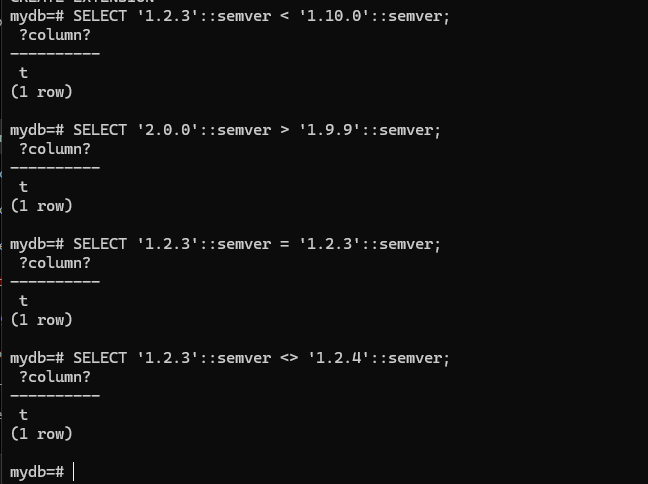 CREATE EXTENSION
mydb=# SELECT '1.2.3'::semver < '1.10.0'::semver;
 ?column?
----------
 t
(1 row)

mydb=# SELECT '2.0.0'::semver > '1.9.9'::semver;
 ?column?
----------
 t
(1 row)

mydb=# SELECT '1.2.3'::semver = '1.2.3'::semver;
 ?column?
----------
 t
(1 row)

mydb=# SELECT '1.2.3'::semver <> '1.2.4'::semver;
 ?column?
----------
 t
(1 row)

mydb=#